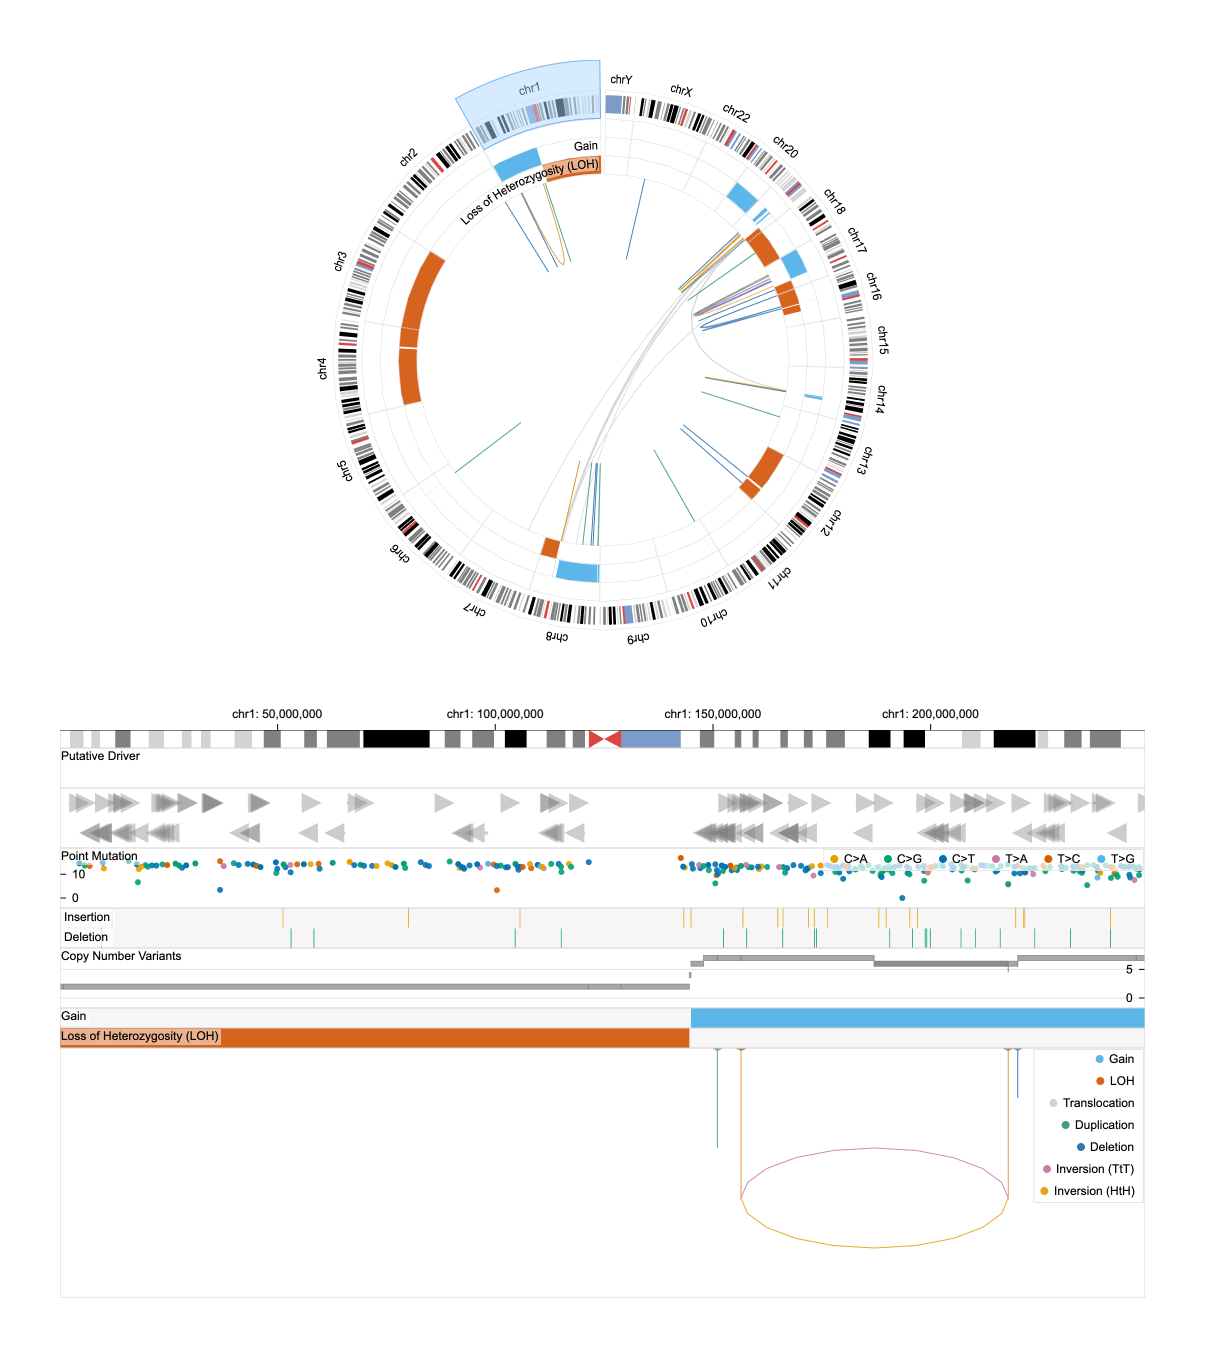 chr1
chrY
chrX
chr22
chr20
chr18
chr17
chr16
chr15
chr14
chr13
chr12
chr11
chr10
chr9
chr8
chr7
chr6
chr5
chr4
chr3
chr2
Gain
Loss of Heterozygosity (LOH)
chr1: 50,000,000 chr1: 100,000,000 chr1: 150,000,000 chr1: 200,000,000
Putative Driver
Point Mutation
C>A C>G C>T T>A T>C T>G
10
0
Insertion
Deletion
Copy Number Variants
5
0
Gain
Loss of Heterozygosity (LOH)
Gain
LOH
Translocation
Duplication
Deletion
Inversion (TtT)
Inversion (HtH)